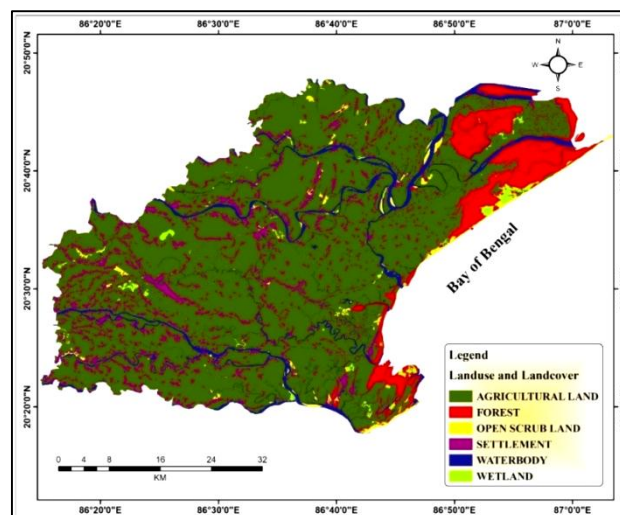 86°20'0"E 86°30'0"E 86°40'0"E 86°50'0"E 87°0'0"E
N
W E
S
20°50'0"N
20°40'0"N
20°30'0"N
20°20'0"N
Bay of Bengal
Legend
Landuse and Landcover
AGRICULTURAL LAND
FOREST
OPEN SCRUB LAND
SETTLEMENT
WATERBODY
WETLAND
0 4 8 16 24 32
KM
86°20'0"E 86°30'0"E 86°40'0"E 86°50'0"E 87°0'0"E